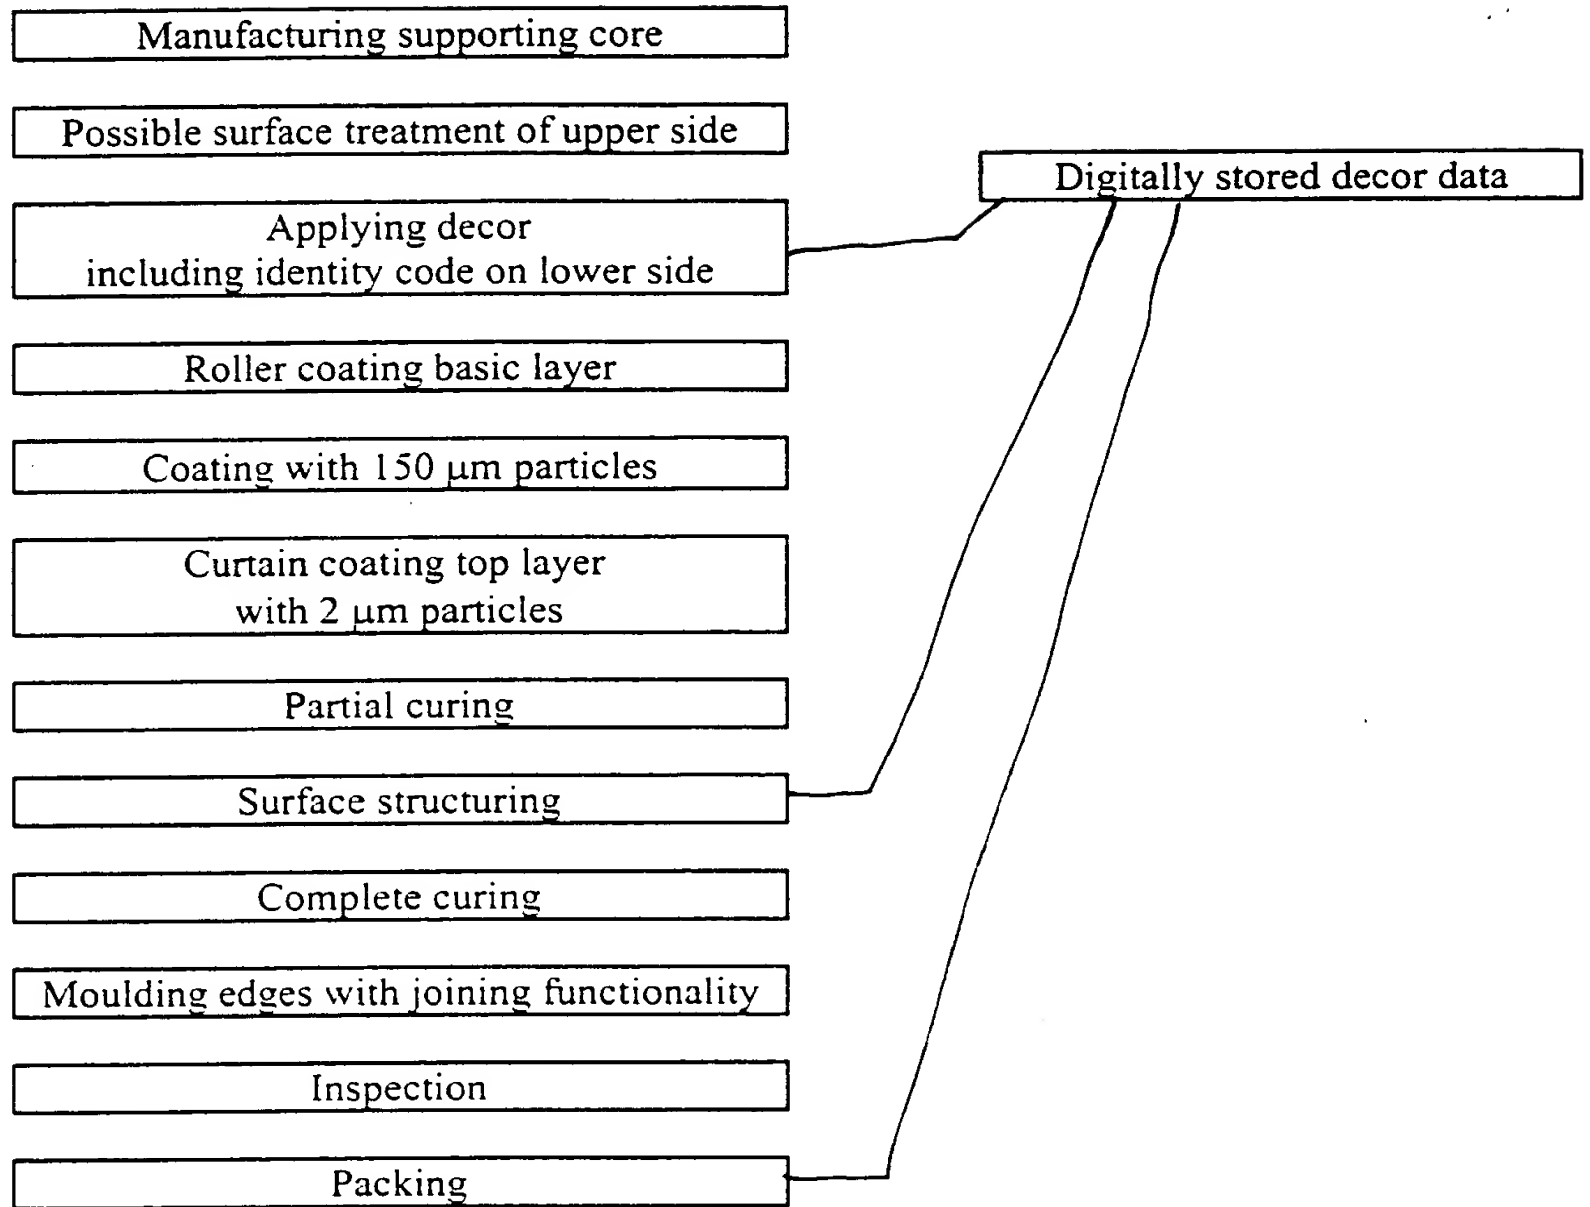 Manufacturing supporting core
Possible surface treatment of upper side
Digitally stored decor data
Applying decor
including identity code on lower side
Roller coating basic layer
Coating with 150 µm particles
Curtain coating top layer
with 2 µm particles
Partial curing
Surface structuring
Complete curing
Moulding edges with joining functionality
Inspection
Packing